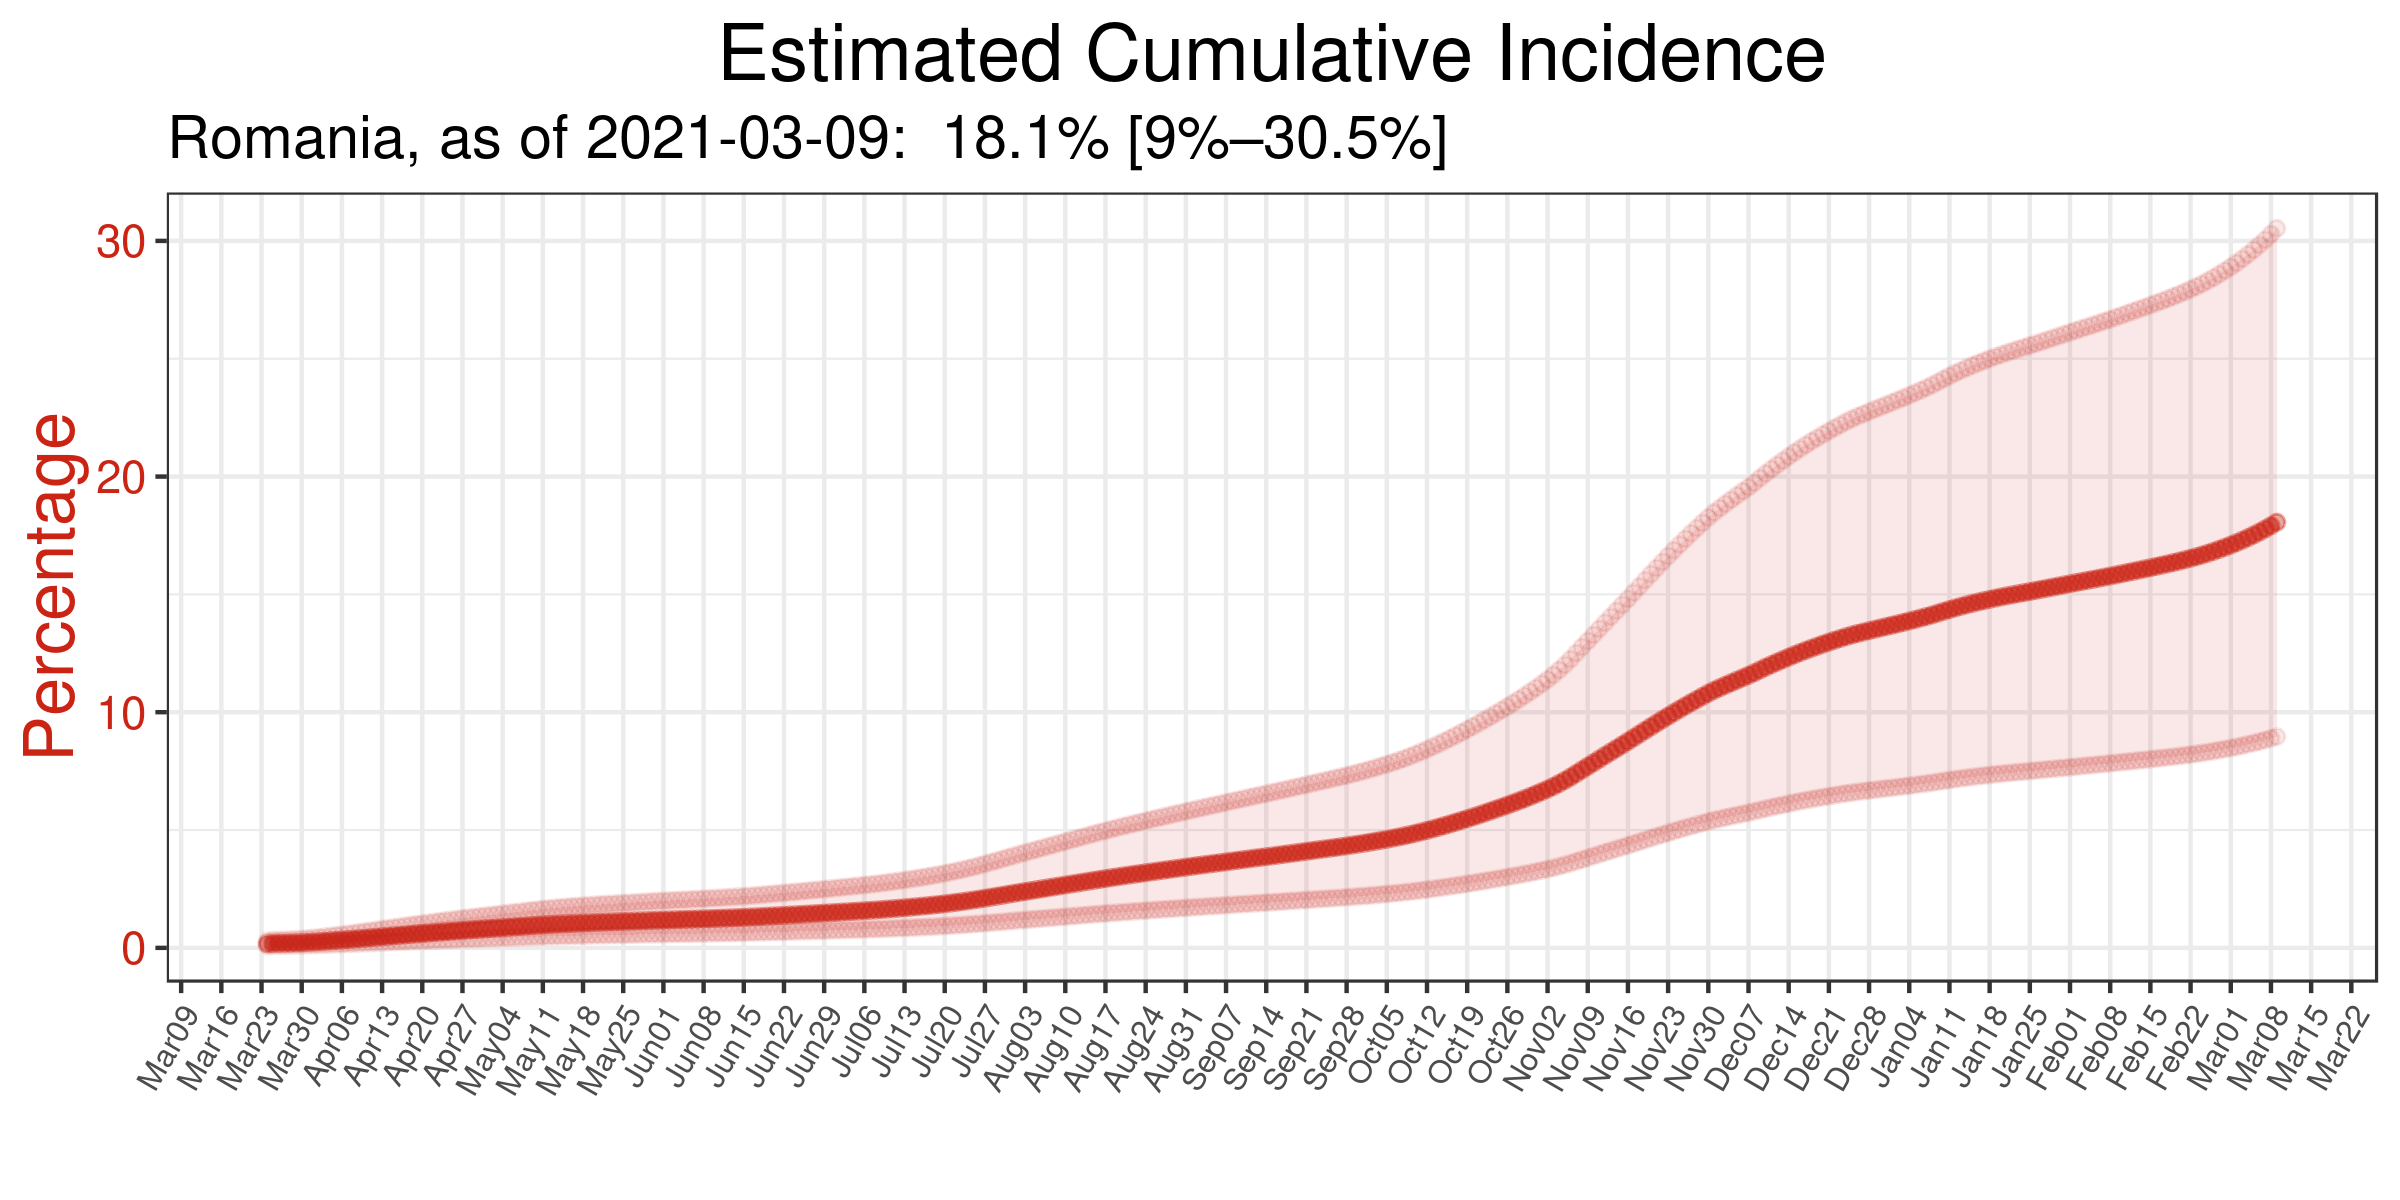 Estimated Cumulative Incidence
Romania, as of 2021-03-09:  18.1% [9%–30.5%]
Percentage
30
20
10
0
Mar09 Mar16 Mar23 Mar30 Apr06 Apr13 Apr20 Apr27 May04 May11 May18 May25 Jun01 Jun08 Jun15 Jun22 Jun29 Jul06 Jul13 Jul20 Jul27 Aug03 Aug10 Aug17 Aug24 Aug31 Sep07 Sep14 Sep21 Sep28 Oct05 Oct12 Oct19 Oct26 Nov02 Nov09 Nov16 Nov23 Nov30 Dec07 Dec14 Dec21 Dec28 Jan04 Jan11 Jan18 Jan25 Feb01 Feb08 Feb15 Feb22 Mar01 Mar08 Mar15 Mar22